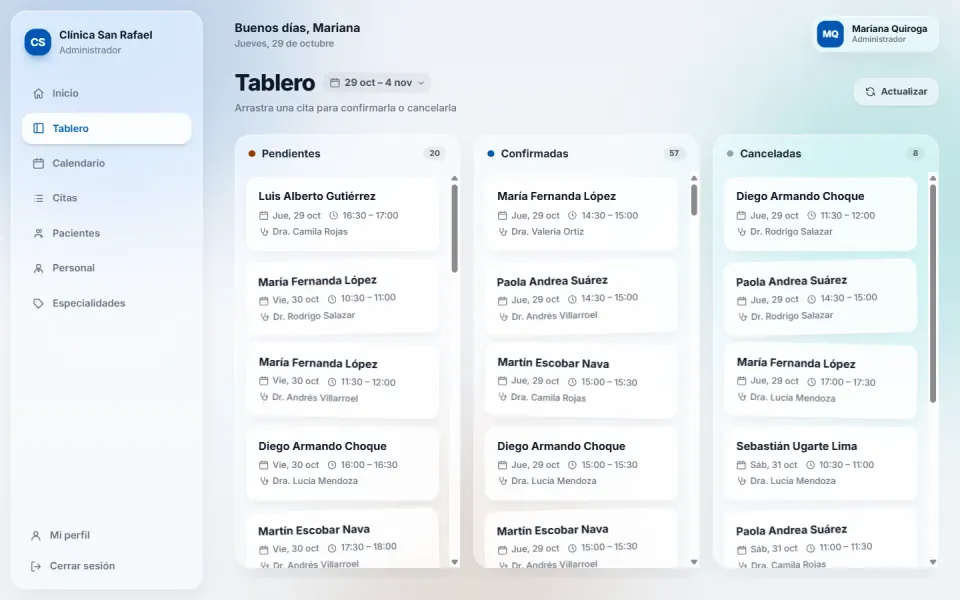 CS
Clínica San Rafael
Administrador
Inicio
Tablero
Calendario
Citas
Pacientes
Personal
Especialidades
Mi perfil
Cerrar sesión
Buenos días, Mariana
Jueves, 29 de octubre
MQ
Mariana Quiroga
Administrador
Tablero
29 oct – 4 nov
Arrastra una cita para confirmarla o cancelarla
Actualizar
Pendientes 20
Luis Alberto Gutiérrez
Jue, 29 oct 16:30 – 17:00
Dra. Camila Rojas
María Fernanda López
Vie, 30 oct 10:30 – 11:00
Dr. Rodrigo Salazar
María Fernanda López
Vie, 30 oct 11:30 – 12:00
Dr. Andrés Villarroel
Diego Armando Choque
Vie, 30 oct 16:00 – 16:30
Dra. Lucía Mendoza
Martín Escobar Nava
Vie, 30 oct 17:30 – 18:00
Dr. Andrés Villarroel
Confirmadas 57
María Fernanda López
Jue, 29 oct 14:30 – 15:00
Dra. Valeria Ortiz
Paola Andrea Suárez
Jue, 29 oct 14:30 – 15:00
Dr. Andrés Villarroel
Martín Escobar Nava
Jue, 29 oct 15:00 – 15:30
Dra. Camila Rojas
Diego Armando Choque
Jue, 29 oct 15:00 – 15:30
Dra. Lucía Mendoza
Martín Escobar Nava
Jue, 29 oct 15:00 – 15:30
Dr. Andrés Villarroel
Canceladas 8
Diego Armando Choque
Jue, 29 oct 11:30 – 12:00
Dr. Rodrigo Salazar
Paola Andrea Suárez
Jue, 29 oct 14:30 – 15:00
Dr. Rodrigo Salazar
María Fernanda López
Jue, 29 oct 17:00 – 17:30
Dra. Lucía Mendoza
Sebastián Ugarte Lima
Sáb, 31 oct 10:30 – 11:00
Dra. Lucía Mendoza
Paola Andrea Suárez
Sáb, 31 oct 11:00 – 11:30
Dra. Camila Rojas